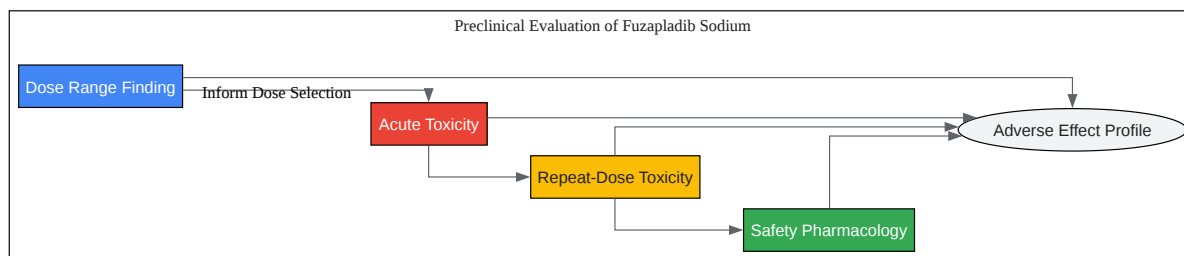 Preclinical Evaluation of Fuzapladib Sodium
Dose Range Finding
Inform Dose Selection
Acute Toxicity
Adverse Effect Profile
Repeat-Dose Toxicity
Safety Pharmacology